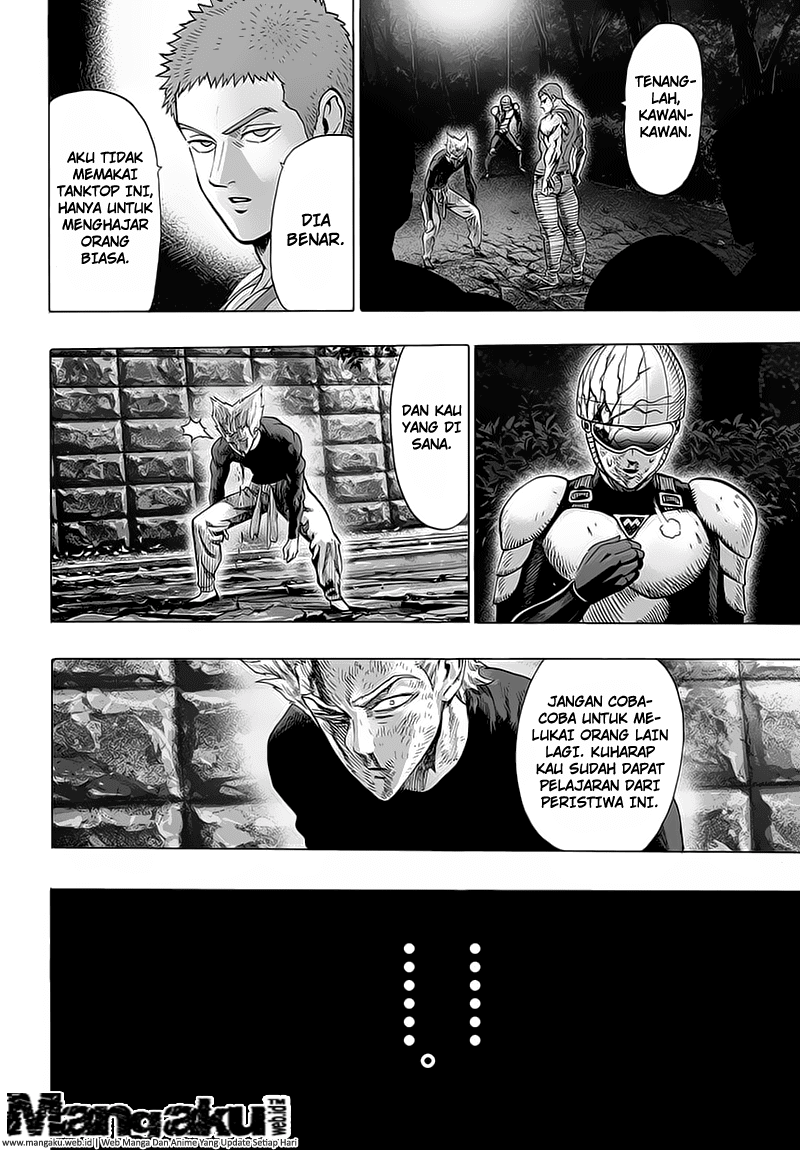 TENANG-
LAH,
KAWAN-
KAWAN.
DIA
BENAR.
AKU TIDAK
MEMAKAI
TANKTOP INI,
HANYA UNTUK
MENGHAJAR
ORANG
BIASA.
DAN KAU
YANG DI
SANA.
JANGAN COBA-
COBA UNTUK ME-
LUKAI ORANG LAIN
LAGI. KUHARAP
KAU SUDAH DAPAT
PELAJARAN DARI
PERISTIWA INI.
Mangaku
www.mangaku.web.id | Web Manga Dan Anime Yang Update Setiap Hari